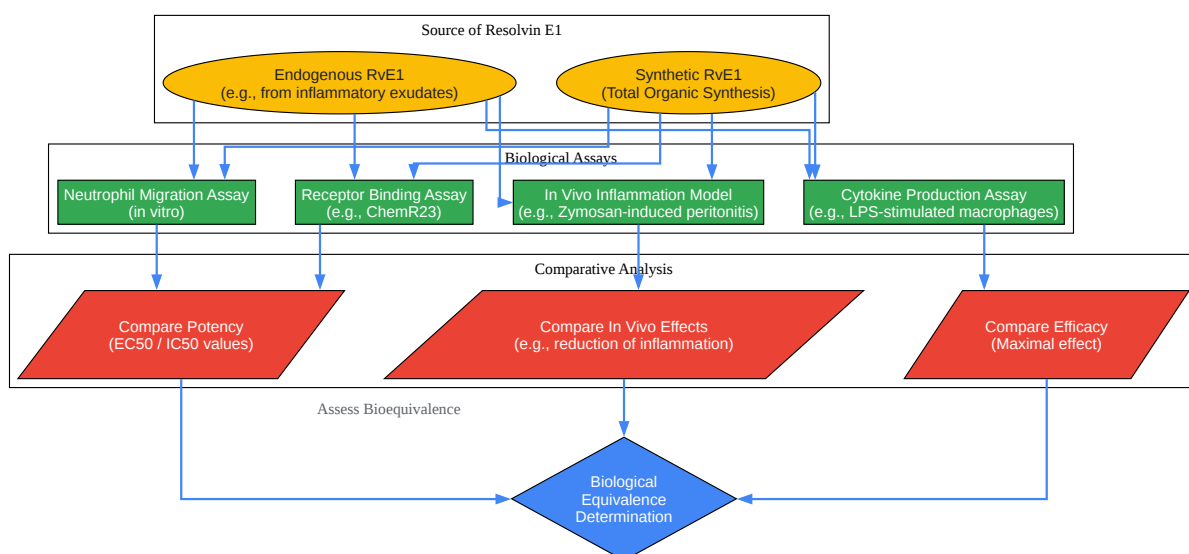 Source of Resolvin E1
Endogenous RvE1
(e.g., from inflammatory exudates)
Synthetic RvE1
(Total Organic Synthesis)
Biological Assays
Neutrophil Migration Assay
(in vitro)
Receptor Binding Assay
(e.g., ChemR23)
In Vivo Inflammation Model
(e.g., Zymosan-induced peritonitis)
Cytokine Production Assay
(e.g., LPS-stimulated macrophages)
Comparative Analysis
Compare Potency
(EC50 / IC50 values)
Compare In Vivo Effects
(e.g., reduction of inflammation)
Compare Efficacy
(Maximal effect)
Assess Bioequivalence
Biological
Equivalence
Determination